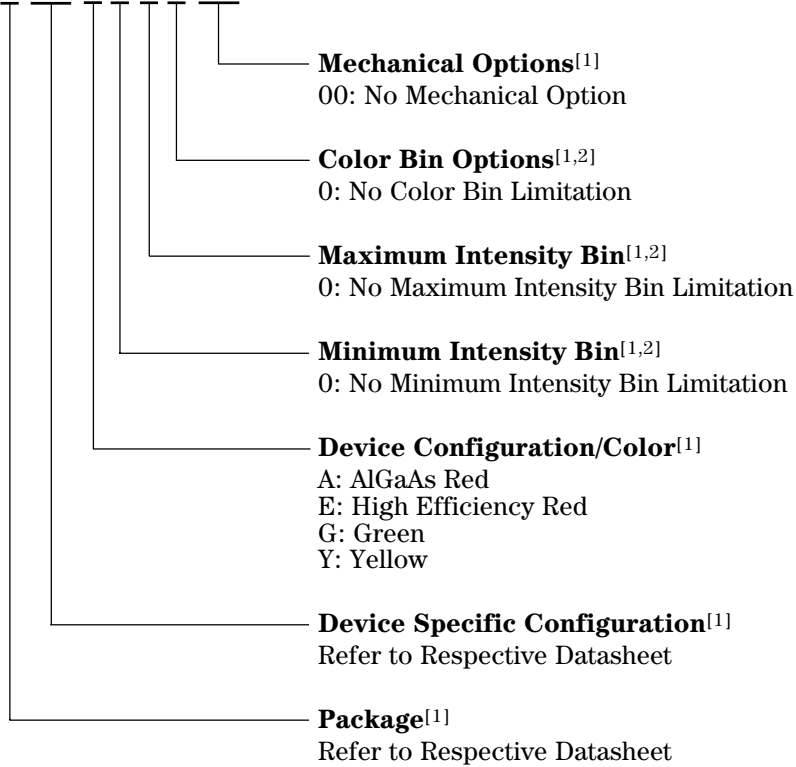 Mechanical Options[1]
00: No Mechanical Option
Color Bin Options[1,2]
0: No Color Bin Limitation
Maximum Intensity Bin[1,2]
0: No Maximum Intensity Bin Limitation
Minimum Intensity Bin[1,2]
0: No Minimum Intensity Bin Limitation
Device Configuration/Color[1]
A: AlGaAs Red
E: High Efficiency Red
G: Green
Y: Yellow
Device Specific Configuration[1]
Refer to Respective Datasheet
Package[1]
Refer to Respective Datasheet